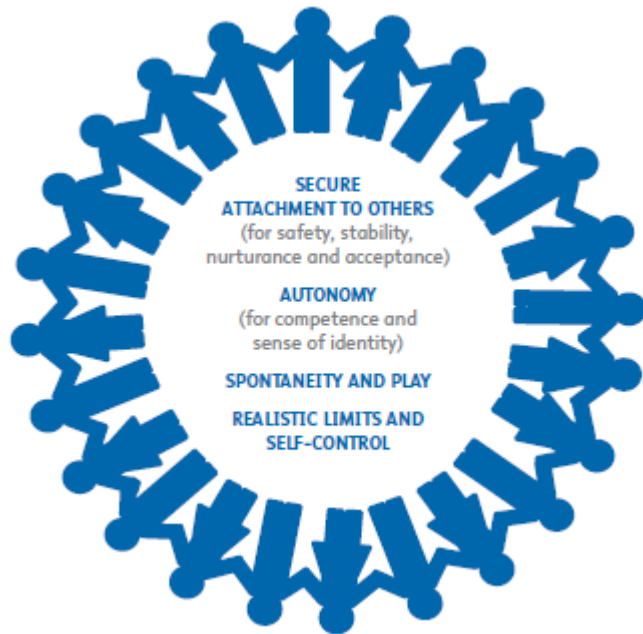 SECURE
ATTACHMENT TO OTHERS
(for safety, stability,
nurturance and acceptance)
AUTONOMY
(for competence and
sense of identity)
SPONTANEITY AND PLAY
REALISTIC LIMITS AND
SELF-CONTROL